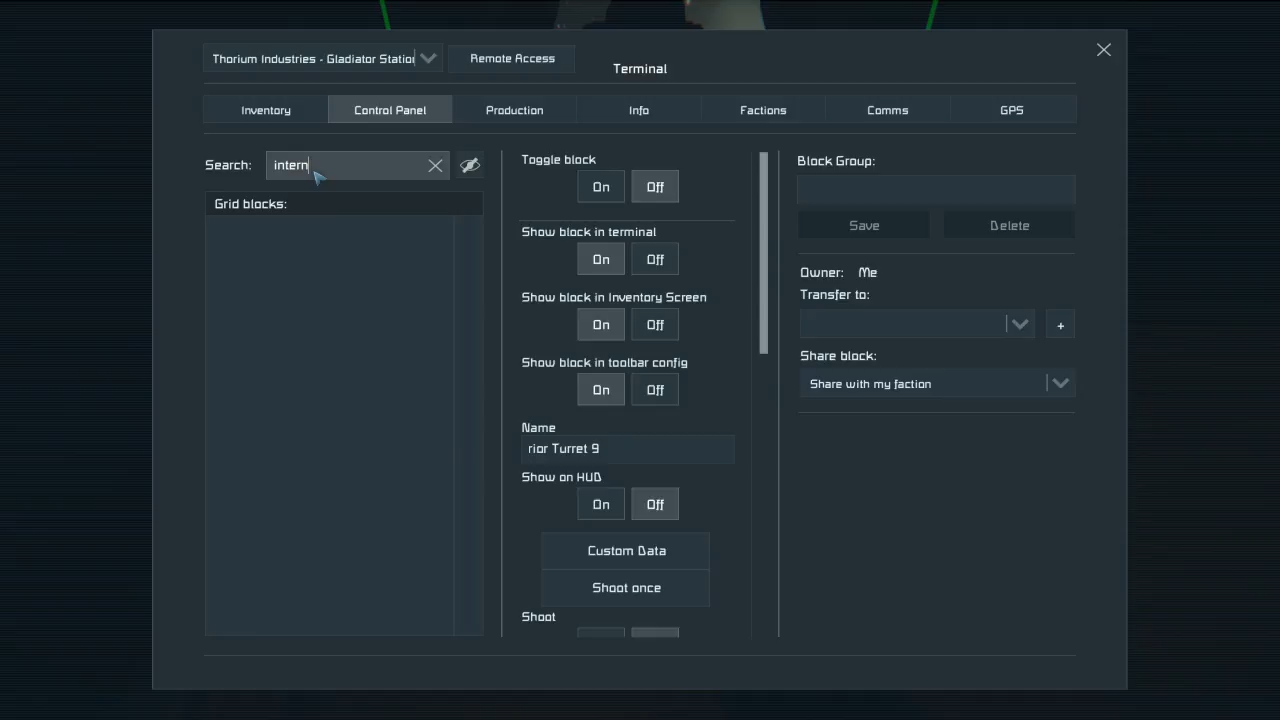 Thorium Industries - Gladiator Station
Remote Access
Terminal
Inventory
Control Panel
Production
Info
Factions
Comms
GPS
Search:
intern
Grid blocks:
Toggle block
On
Off
Show block in terminal
On
Off
Show block in Inventory Screen
On
Off
Show block in toolbar config
On
Off
Name
rior Turret 9
Show on HUD
On
Off
Custom Data
Shoot once
Shoot
Block Group:
Save
Delete
Owner: Me
Transfer to:
+
Share block:
Share with my faction